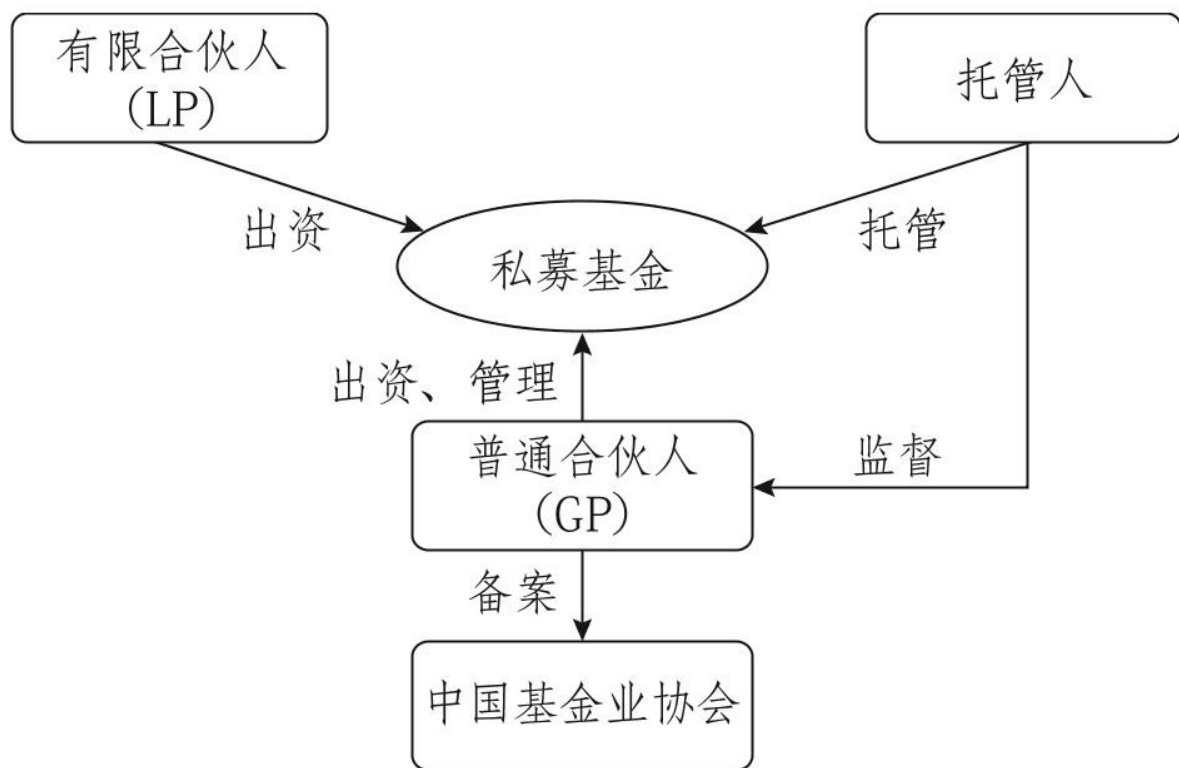 有限合伙人
(LP)
托管人
出资
托管
私募基金
出资、管理
普通合伙人
(GP)
监督
备案
中国基金业协会